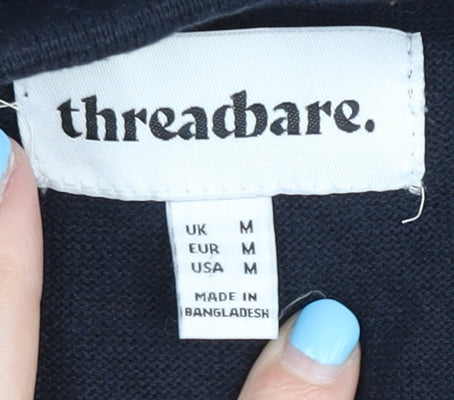 threadbare.
UK M
EUR M
USA M
MADE IN
BANGLADESH